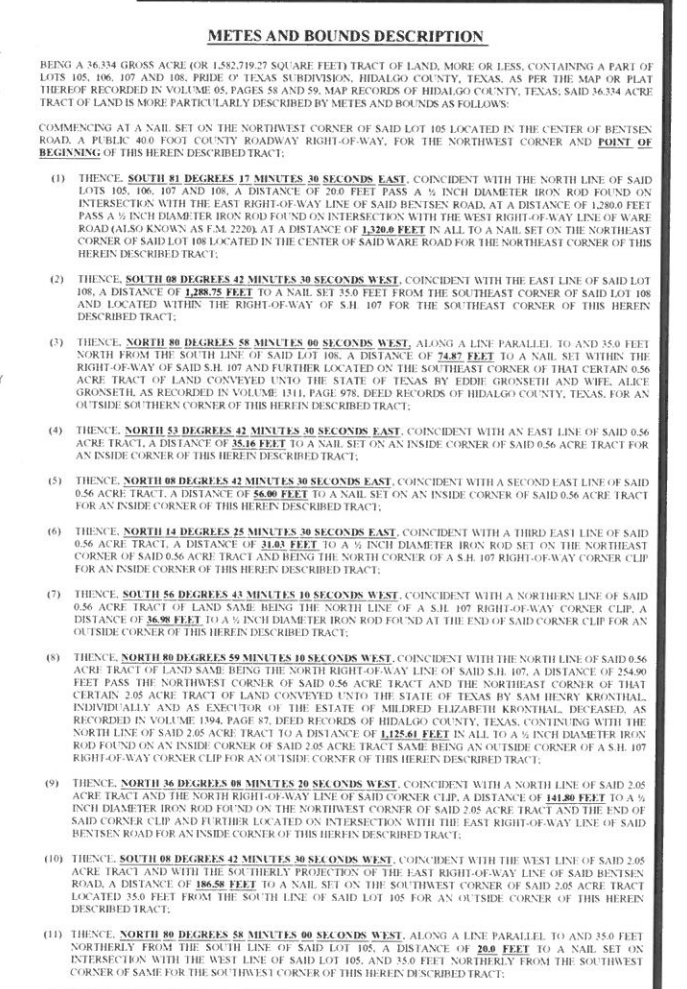 METES AND BOUNDS DESCRIPTION
BEING A 36.334 GROSS ACRE (OR 1,582,719.27 SQUARE FEET) TRACT OF LAND, MORE OR LESS, CONTAINING A PART OF
LOTS 105, 106, 107 AND 108, PRIDE O' TEXAS SUBDIVISION, HIDALGO COUNTY, TEXAS, AS PER THE MAP OR PLAT
THEREOF RECORDED IN VOLUME 05, PAGES 58 AND 59, MAP RECORDS OF HIDALGO COUNTY, TEXAS; SAID 36.334 ACRE
TRACT OF LAND IS MORE PARTICULARLY DESCRIBED BY METES AND BOUNDS AS FOLLOWS:
COMMENCING AT A NAIL SET ON THE NORTHWEST CORNER OF SAID LOT 105 LOCATED IN THE CENTER OF BENTSEN
ROAD, A PUBLIC 40.0 FOOT COUNTY ROADWAY RIGHT-OF-WAY, FOR THE NORTHWEST CORNER AND POINT OF
BEGINNING OF THIS HEREIN DESCRIBED TRACT;
(1) THENCE, SOUTH 81 DEGREES 17 MINUTES 30 SECONDS EAST, COINCIDENT WITH THE NORTH LINE OF SAID
LOTS 105, 106, 107 AND 108, A DISTANCE OF 20.0 FEET PASS A ½ INCH DIAMETER IRON ROD FOUND ON
INTERSECTION WITH THE EAST RIGHT-OF-WAY LINE OF SAID BENTSEN ROAD, AT A DISTANCE OF 1,280.0 FEET
PASS A ½ INCH DIAMETER IRON ROD FOUND ON INTERSECTION WITH THE WEST RIGHT-OF-WAY LINE OF WARE
ROAD (ALSO KNOWN AS F.M. 2220), AT A DISTANCE OF 1,320.0 FEET IN ALL TO A NAIL SET ON THE NORTHEAST
CORNER OF SAID LOT 108 LOCATED IN THE CENTER OF SAID WARE ROAD FOR THE NORTHEAST CORNER OF THIS
HEREIN DESCRIBED TRACT;
(2) THENCE, SOUTH 08 DEGREES 42 MINUTES 30 SECONDS WEST, COINCIDENT WITH THE EAST LINE OF SAID LOT
108, A DISTANCE OF 1,288.75 FEET TO A NAIL SET 35.0 FEET FROM THE SOUTHEAST CORNER OF SAID LOT 108
AND LOCATED WITHIN THE RIGHT-OF-WAY OF S.H. 107 FOR THE SOUTHEAST CORNER OF THIS HEREIN
DESCRIBED TRACT;
(3) THENCE, NORTH 80 DEGREES 58 MINUTES 00 SECONDS WEST, ALONG A LINE PARALLEL TO AND 35.0 FEET
NORTH FROM THE SOUTH LINE OF SAID LOT 108, A DISTANCE OF 74.87 FEET TO A NAIL SET WITHIN THE
RIGHT-OF-WAY OF SAID S.H. 107 AND FURTHER LOCATED ON THE SOUTHEAST CORNER OF THAT CERTAIN 0.56
ACRE TRACT OF LAND CONVEYED UNTO THE STATE OF TEXAS BY EDDIE GRONSETH AND WIFE, ALICE
GRONSETH, AS RECORDED IN VOLUME 1311, PAGE 978, DEED RECORDS OF HIDALGO COUNTY, TEXAS, FOR AN
OUTSIDE SOUTHERN CORNER OF THIS HEREIN DESCRIBED TRACT;
(4) THENCE, NORTH 53 DEGREES 42 MINUTES 30 SECONDS EAST, COINCIDENT WITH AN EAST LINE OF SAID 0.56
ACRE TRACT, A DISTANCE OF 35.16 FEET TO A NAIL SET ON AN INSIDE CORNER OF SAID 0.56 ACRE TRACT FOR
AN INSIDE CORNER OF THIS HEREIN DESCRIBED TRACT;
(5) THENCE, NORTH 08 DEGREES 42 MINUTES 30 SECONDS EAST, COINCIDENT WITH A SECOND EAST LINE OF SAID
0.56 ACRE TRACT, A DISTANCE OF 56.00 FEET TO A NAIL SET ON AN INSIDE CORNER OF SAID 0.56 ACRE TRACT
FOR AN INSIDE CORNER OF THIS HEREIN DESCRIBED TRACT;
(6) THENCE, NORTH 14 DEGREES 25 MINUTES 30 SECONDS EAST, COINCIDENT WITH A THIRD EAST LINE OF SAID
0.56 ACRE TRACT, A DISTANCE OF 31.03 FEET TO A ½ INCH DIAMETER IRON ROD SET ON THE NORTHEAST
CORNER OF SAID 0.56 ACRE TRACT AND BEING THE NORTH CORNER OF A S.H. 107 RIGHT-OF-WAY CORNER CLIP
FOR AN INSIDE CORNER OF THIS HEREIN DESCRIBED TRACT;
(7) THENCE, SOUTH 56 DEGREES 43 MINUTES 10 SECONDS WEST, COINCIDENT WITH A NORTHERN LINE OF SAID
0.56 ACRE TRACT OF LAND SAME BEING THE NORTH LINE OF A S.H. 107 RIGHT-OF-WAY CORNER CLIP, A
DISTANCE OF 36.98 FEET TO A ½ INCH DIAMETER IRON ROD FOUND AT THE END OF SAID CORNER CLIP FOR AN
OUTSIDE CORNER OF THIS HEREIN DESCRIBED TRACT;
(8) THENCE, NORTH 80 DEGREES 59 MINUTES 10 SECONDS WEST, COINCIDENT WITH THE NORTH LINE OF SAID 0.56
ACRE TRACT OF LAND SAME BEING THE NORTH RIGHT-OF-WAY LINE OF SAID S.H. 107, A DISTANCE OF 254.90
FEET PASS THE NORTHWEST CORNER OF SAID 0.56 ACRE TRACT AND THE NORTHEAST CORNER OF THAT
CERTAIN 2.05 ACRE TRACT OF LAND CONVEYED UNTO THE STATE OF TEXAS BY SAM HENRY KRONTHAL,
INDIVIDUALLY AND AS EXECUTOR OF THE ESTATE OF MILDRED ELIZABETH KRONTHAL, DECEASED, AS
RECORDED IN VOLUME 1394, PAGE 87, DEED RECORDS OF HIDALGO COUNTY, TEXAS, CONTINUING WITH THE
NORTH LINE OF SAID 2.05 ACRE TRACT TO A DISTANCE OF 1,125.61 FEET IN ALL TO A ½ INCH DIAMETER IRON
ROD FOUND ON AN INSIDE CORNER OF SAID 2.05 ACRE TRACT SAME BEING AN OUTSIDE CORNER OF A S.H. 107
RIGHT-OF-WAY CORNER CLIP FOR AN OUTSIDE CORNER OF THIS HEREIN DESCRIBED TRACT;
(9) THENCE, NORTH 36 DEGREES 08 MINUTES 20 SECONDS WEST, COINCIDENT WITH A NORTH LINE OF SAID 2.05
ACRE TRACT AND THE NORTH RIGHT-OF-WAY LINE OF SAID CORNER CLIP, A DISTANCE OF 141.80 FEET TO A ½
INCH DIAMETER IRON ROD FOUND ON THE NORTHWEST CORNER OF SAID 2.05 ACRE TRACT AND THE END OF
SAID CORNER CLIP AND FURTHER LOCATED ON INTERSECTION WITH THE EAST RIGHT-OF-WAY LINE OF SAID
BENTSEN ROAD FOR AN INSIDE CORNER OF THIS HEREIN DESCRIBED TRACT;
(10) THENCE, SOUTH 08 DEGREES 42 MINUTES 30 SECONDS WEST, COINCIDENT WITH THE WEST LINE OF SAID 2.05
ACRE TRACT AND WITH THE SOUTHERLY PROJECTION OF THE EAST RIGHT-OF-WAY LINE OF SAID BENTSEN
ROAD, A DISTANCE OF 186.58 FEET TO A NAIL SET ON THE SOUTHWEST CORNER OF SAID 2.05 ACRE TRACT
LOCATED 35.0 FEET FROM THE SOUTH LINE OF SAID LOT 105 FOR AN OUTSIDE CORNER OF THIS HEREIN
DESCRIBED TRACT;
(11) THENCE, NORTH 80 DEGREES 58 MINUTES 00 SECONDS WEST, ALONG A LINE PARALLEL TO AND 35.0 FEET
NORTHERLY FROM THE SOUTH LINE OF SAID LOT 105, A DISTANCE OF 20.0 FEET TO A NAIL SET ON
INTERSECTION WITH THE WEST LINE OF SAID LOT 105, AND 35.0 FEET NORTHERLY FROM THE SOUTHWEST
CORNER OF SAME FOR THE SOUTHWEST CORNER OF THIS HEREIN DESCRIBED TRACT;